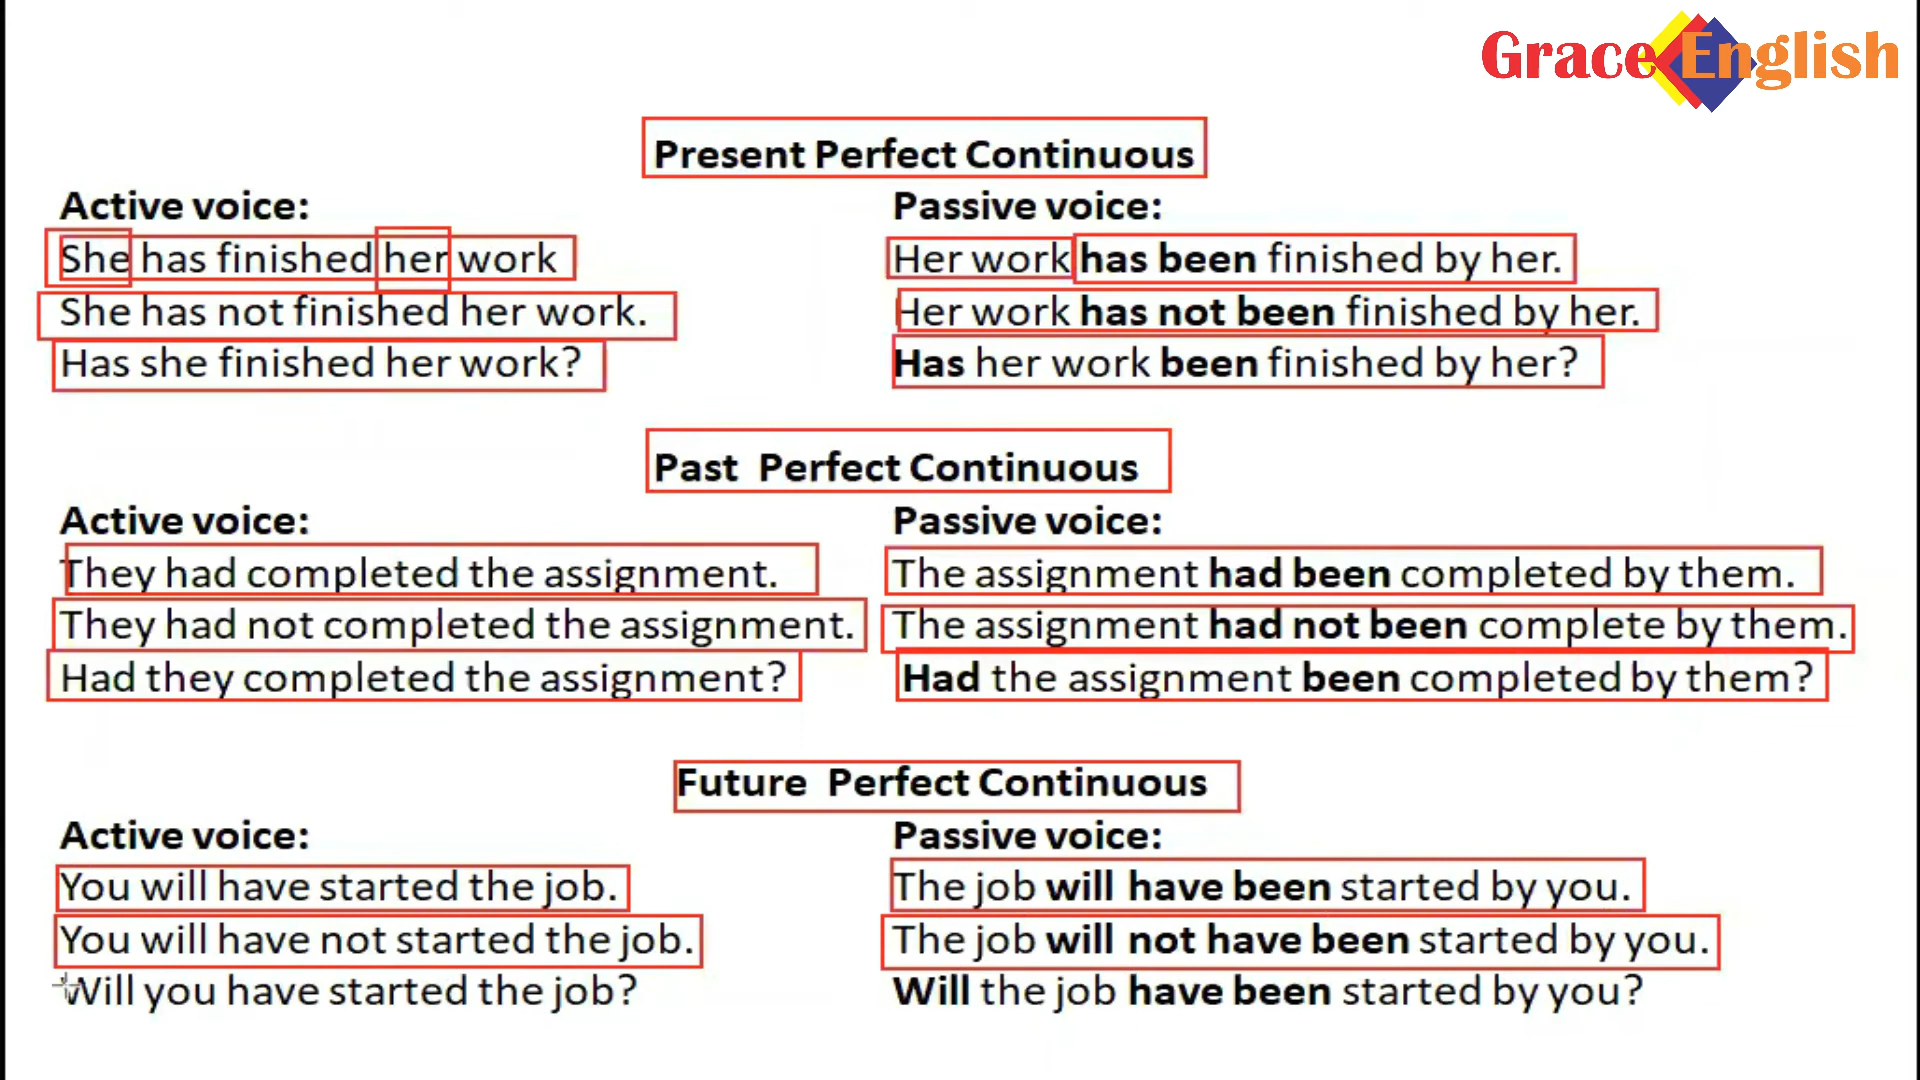 Grace English
Present Perfect Continuous
Active voice:
She has finished her work
She has not finished her work.
Has she finished her work?
Passive voice:
Her work has been finished by her.
Her work has not been finished by her.
Has her work been finished by her?
Past Perfect Continuous
Active voice:
They had completed the assignment.
They had not completed the assignment.
Had they completed the assignment?
Passive voice:
The assignment had been completed by them.
The assignment had not been complete by them.
Had the assignment been completed by them?
Future Perfect Continuous
Active voice:
You will have started the job.
You will have not started the job.
Will you have started the job?
Passive voice:
The job will have been started by you.
The job will not have been started by you.
Will the job have been started by you?